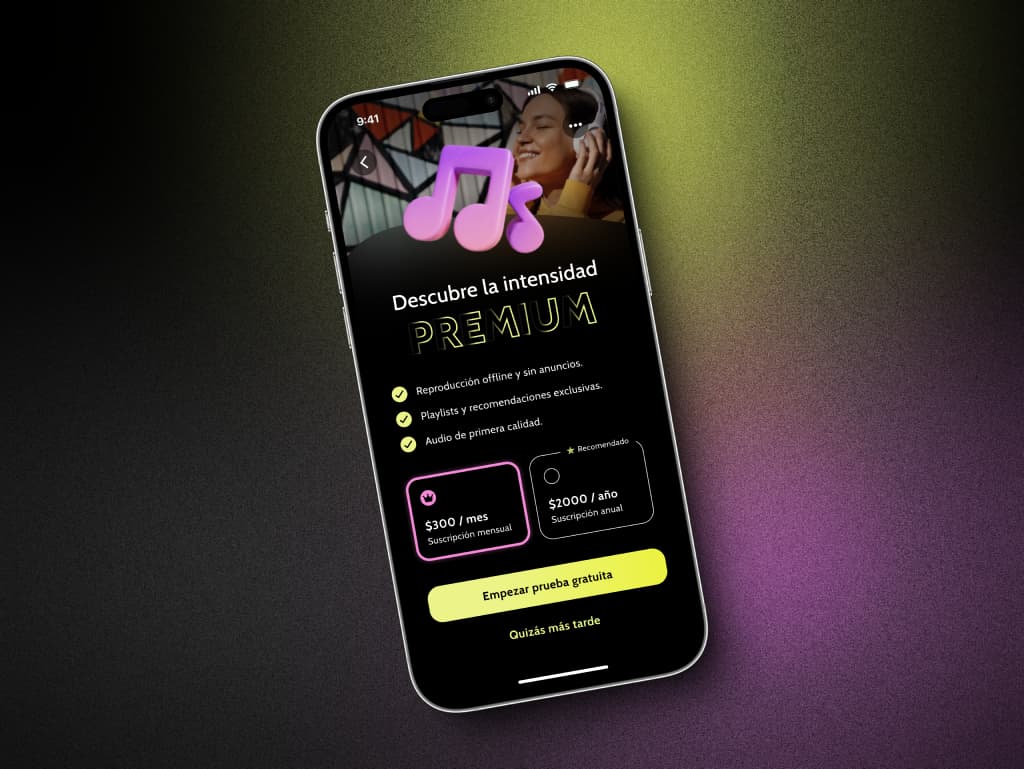 9:41
Descubre la intensidad
PREMIUM
Reproducción offline y sin anuncios.
Playlists y recomendaciones exclusivas.
Audio de primera calidad.
Recomendado
$300 / mes
Suscripción mensual
$2000 / año
Suscripción anual
Empezar prueba gratuita
Quizás más tarde